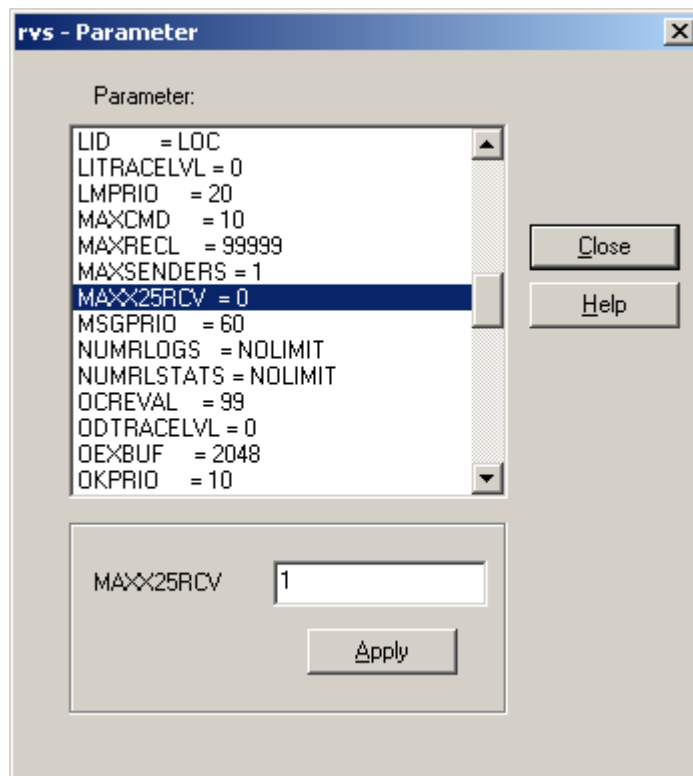 rvs - Parameter
Parameter:
LID = LOC
LITRACELVL = 0
LMPRIO = 20
MAXCMD = 10
MAXRECL = 99999
MAXSENDERS = 1
MAXX25RCV = 0
MSGPRIO = 60
NUMRLOGS = NOLIMIT
NUMRLSTATS = NOLIMIT
OCREVAL = 99
ODTRACELVL = 0
OEXBUF = 2048
OKPRIO = 10
Close
Help
MAXX25RCV 1
Apply